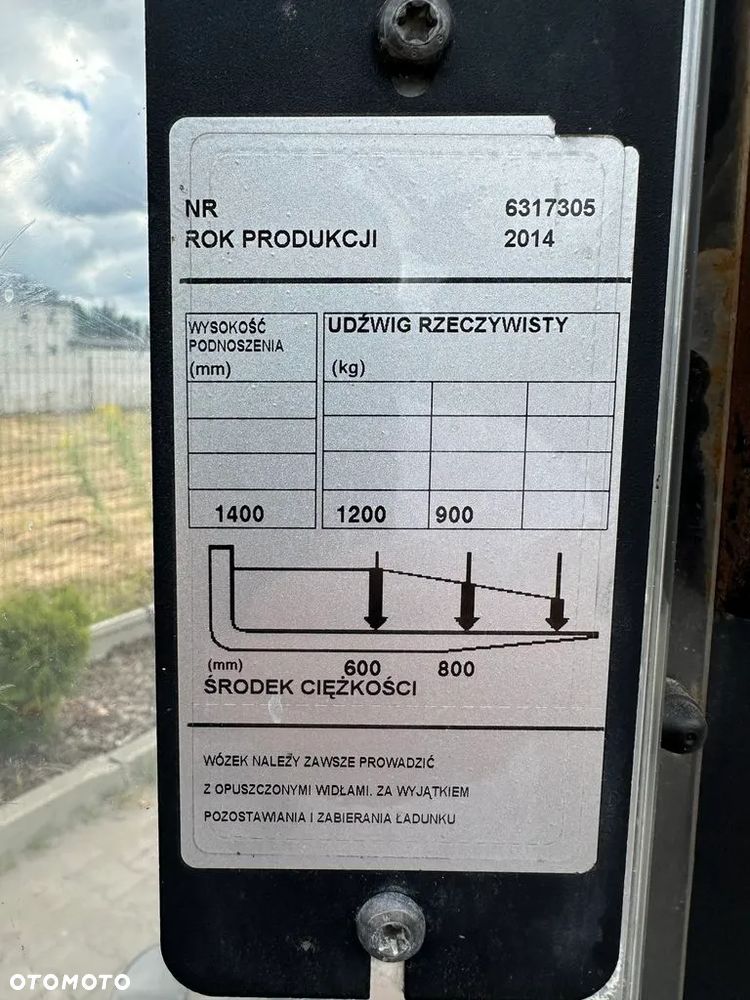 NR 6317305
ROK PRODUKCJI 2014
WYSOKOŚĆ
PODNOSZENIA
(mm)
UDŹWIG RZECZYWISTY
(kg)
1400 1200 900
(mm) 600 800
ŚRODEK CIĘŻKOŚCI
WÓZEK NALEŻY ZAWSZE PROWADZIĆ
Z OPUSZCZONYMI WIDŁAMI. ZA WYJĄTKIEM
POZOSTAWIANIA I ZABIERANIA ŁADUNKU
OTOMOTO